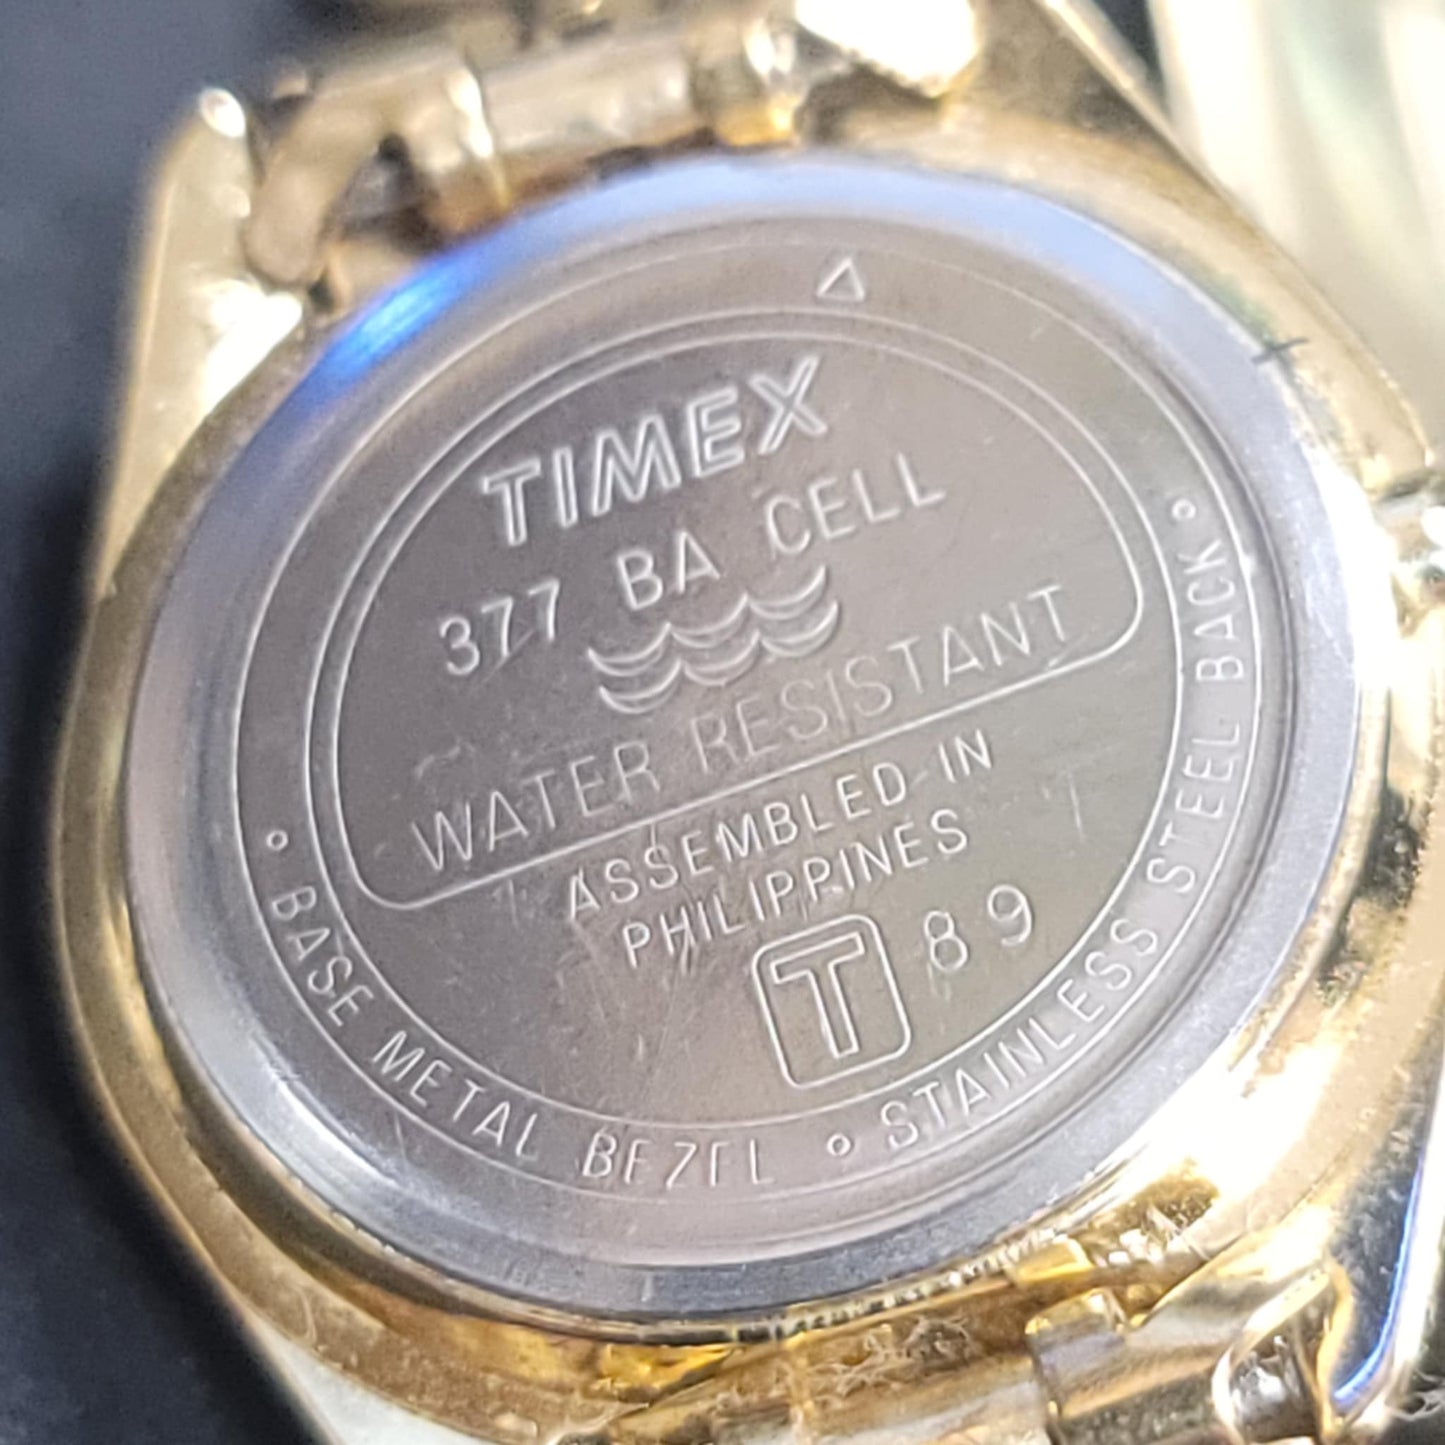 TIMEX
377 BA CELL
WATER RESISTANT
ASSEMBLED IN
PHILIPPINES
T 89
BASE METAL BEZEL
STAINLESS STEEL BACK